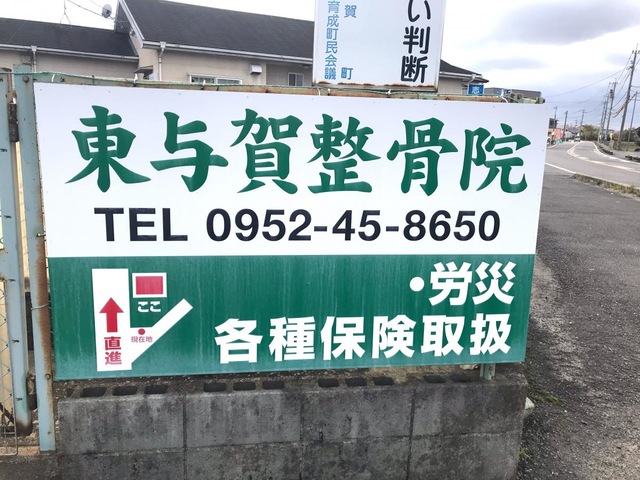 い判断
賀町
育成町民会議
東与賀整骨院
TEL 0952-45-8650
ここ
直進
現在地
・労災
各種保険取扱